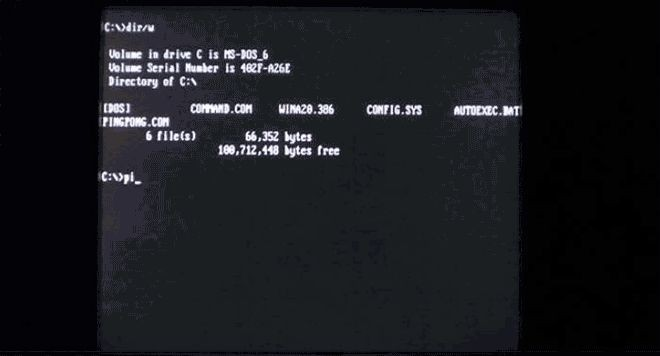 C:\>dir/w
Volume in drive C is MS-DOS_6
Volume Serial Number is 402F-A26E
Directory of C:\
[DOS] COMMAND.COM WINA20.386 CONFIG.SYS AUTOEXEC.BAT
PINGPONG.COM
6 file(s) 66,352 bytes
100,712,448 bytes free
C:\>pi_